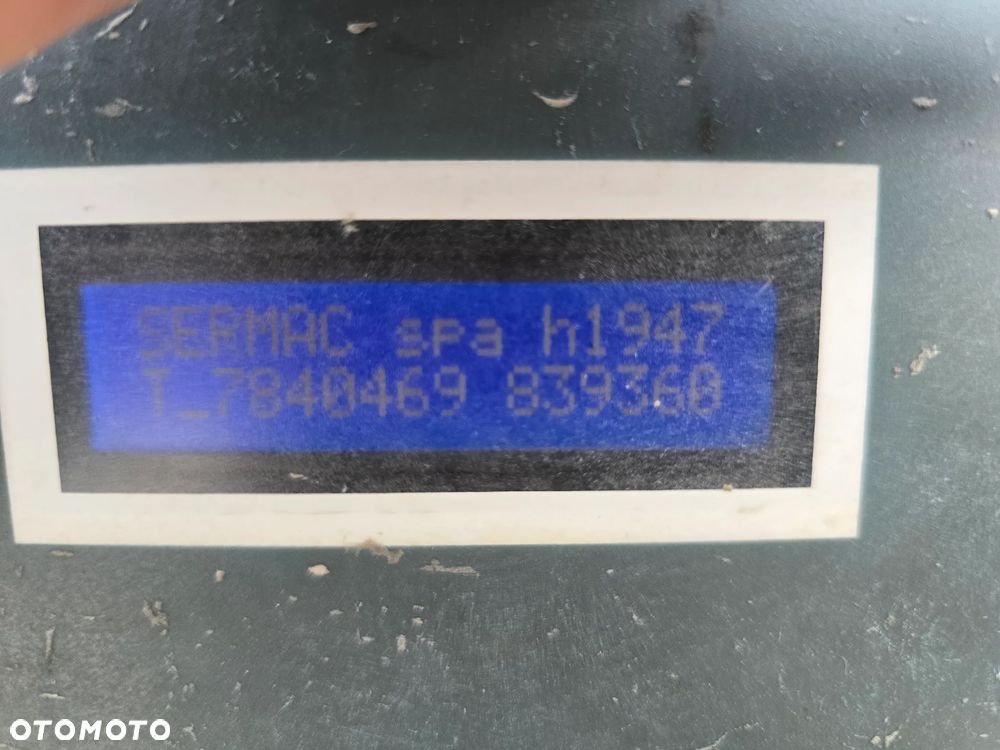 SERMAC spa h1947
T_7840469 839360
OTOMOTO